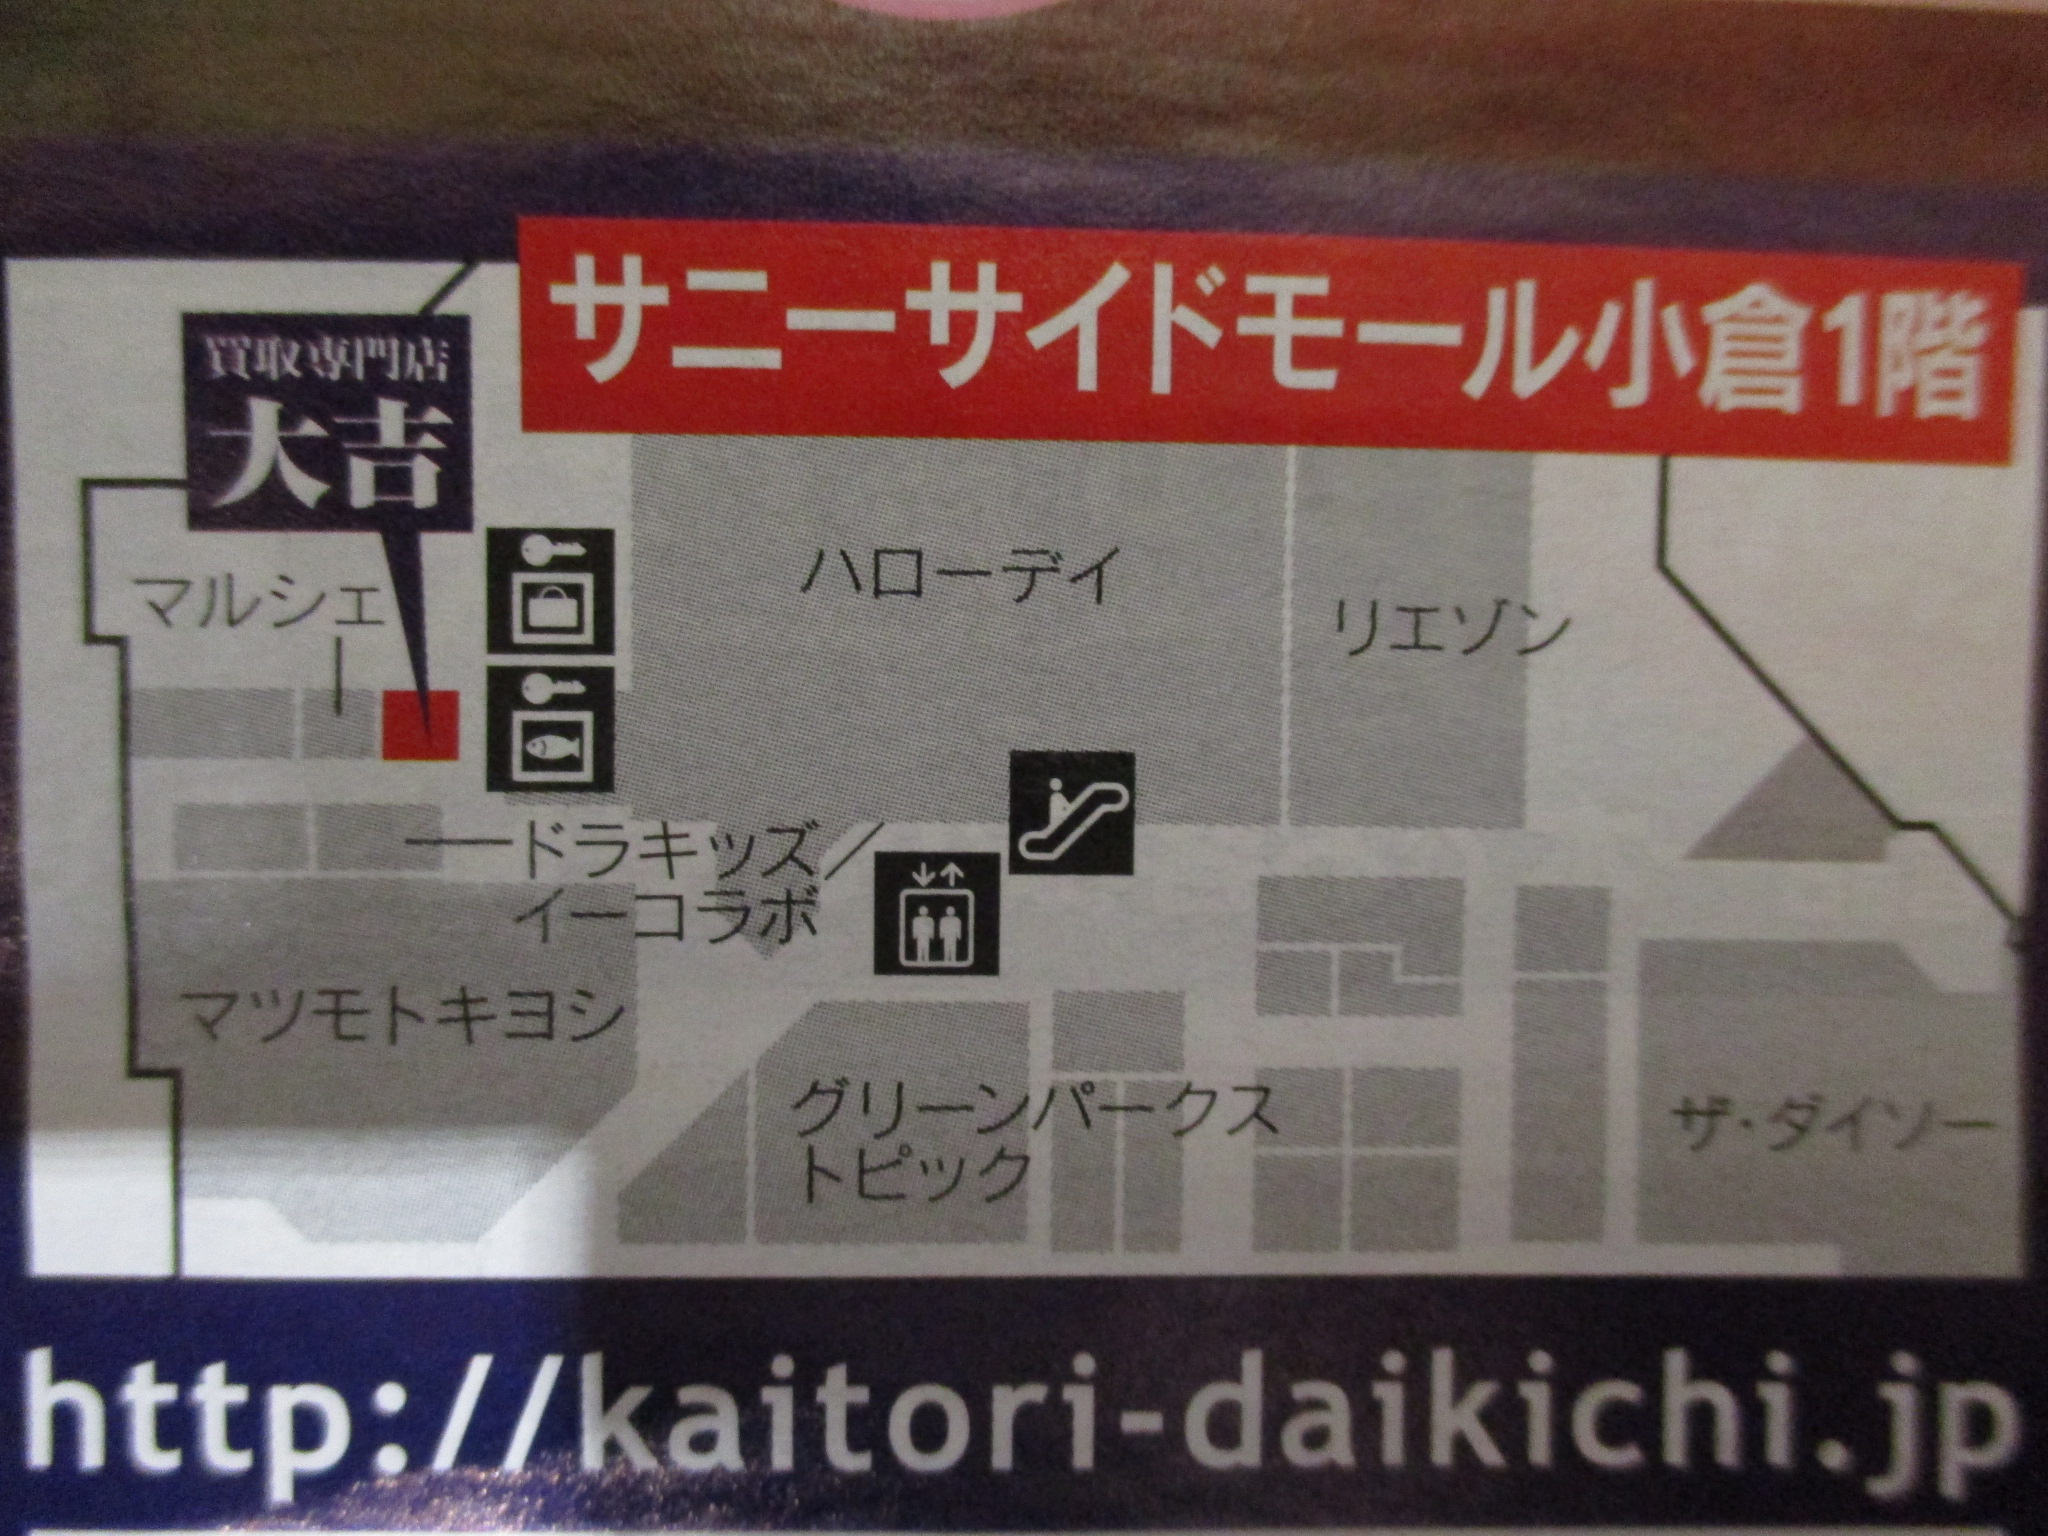 サニーサイドモール小倉1階
買取専門店
大吉
マルシェ
ハローデイ
リエゾン
ドラキッズ/
イーコラボ
マツモトキヨシ
グリーンパークス
トピック
ザ・ダイソー
http://kaitori-daikichi.jp